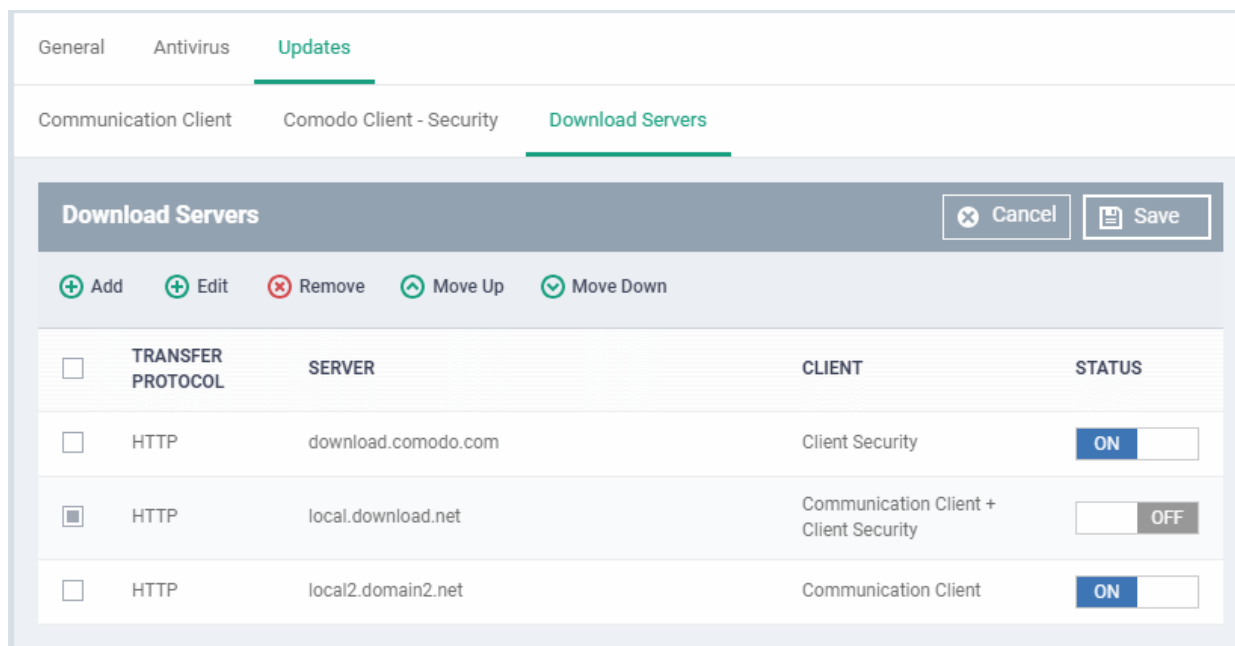 General Antivirus Updates
Communication Client Comodo Client - Security Download Servers
Download Servers Cancel Save
Add Edit Remove Move Up Move Down
TRANSFER PROTOCOL SERVER CLIENT STATUS
HTTP download.comodo.com Client Security ON
HTTP local.download.net Communication Client +
Client Security OFF
HTTP local2.domain2.net Communication Client ON